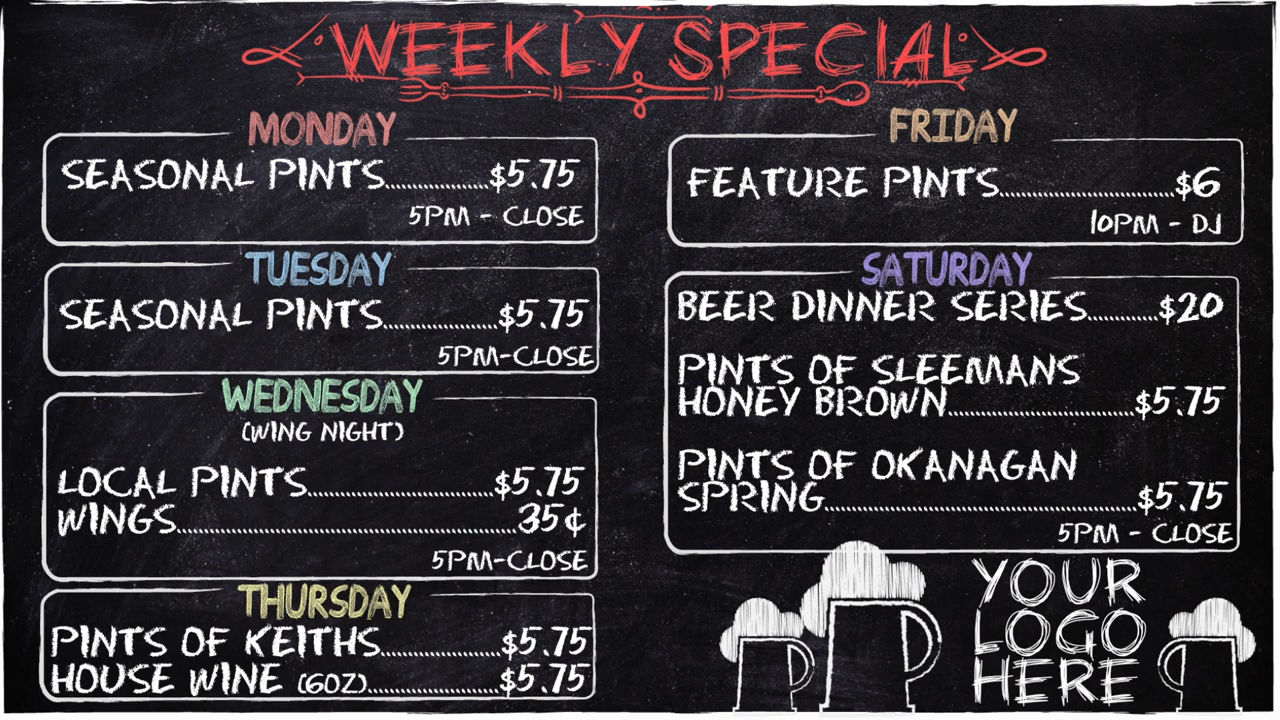 WEEKLY SPECIAL
MONDAY
SEASONAL PINTS..................$5.75
5PM - CLOSE
TUESDAY
SEASONAL PINTS....................$5.75
5PM-CLOSE
WEDNESDAY
(WING NIGHT)
LOCAL PINTS................................$5.75
WINGS............................................................35¢
5PM-CLOSE
THURSDAY
PINTS OF KEITHS.....................$5.75
HOUSE WINE (6OZ).......................$5.75
FRIDAY
FEATURE PINTS..............................$6
10PM - DJ
SATURDAY
BEER DINNER SERIES............$20
PINTS OF SLEEMANS
HONEY BROWN................................$5.75
PINTS OF OKANAGAN
SPRING......................................................$5.75
5PM - CLOSE
YOUR
LOGO
HERE